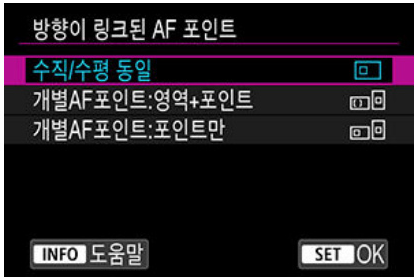 방향이 링크된 AF 포인트
수직/수평 동일
개별AF포인트:영역+포인트
개별AF포인트:포인트만
INFO 도움말
SET OK